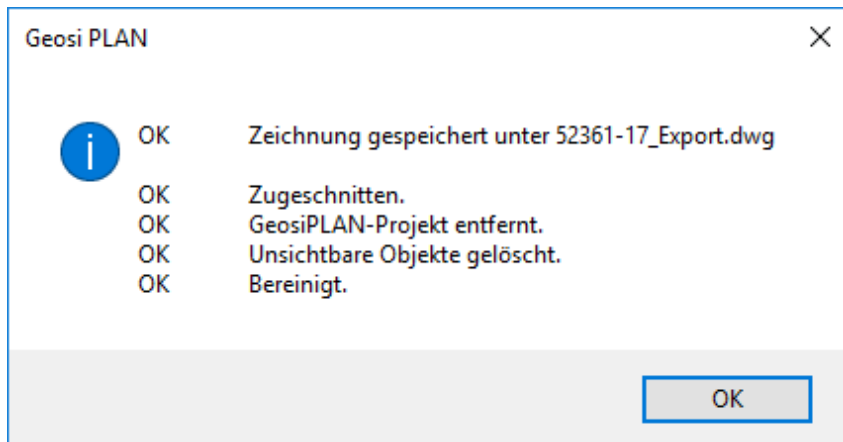 Geosi PLAN
OK Zeichnung gespeichert unter 52361-17_Export.dwg
OK Zugeschnitten.
OK GeosiPLAN-Projekt entfernt.
OK Unsichtbare Objekte gelöscht.
OK Bereinigt.
OK